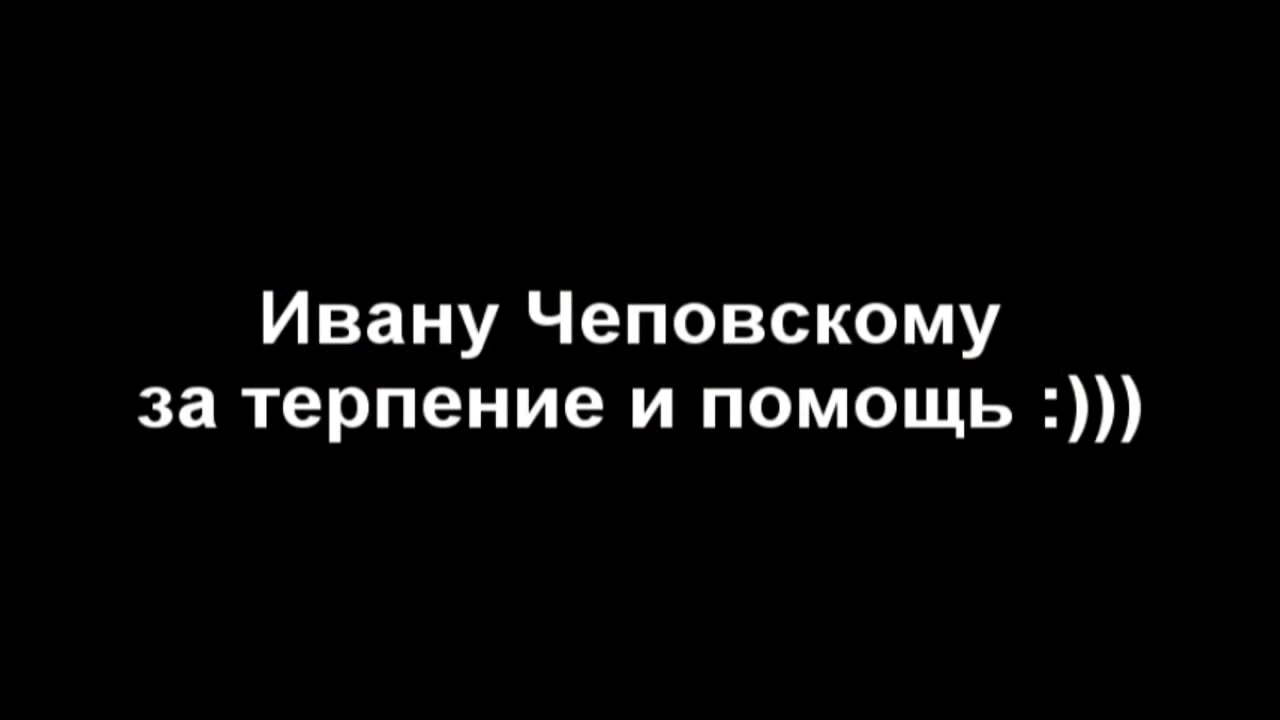 Ивану Чеповскому
за терпение и помощь :)))